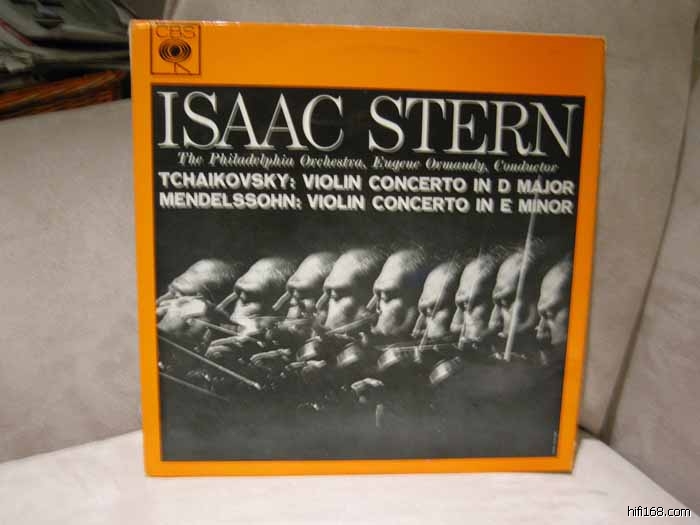 CBS
ISAAC STERN
The Philadelphia Orchestra, Eugene Ormandy, Conductor
TCHAIKOVSKY: VIOLIN CONCERTO IN D MAJOR
MENDELSSOHN: VIOLIN CONCERTO IN E MINOR
hifi168.com